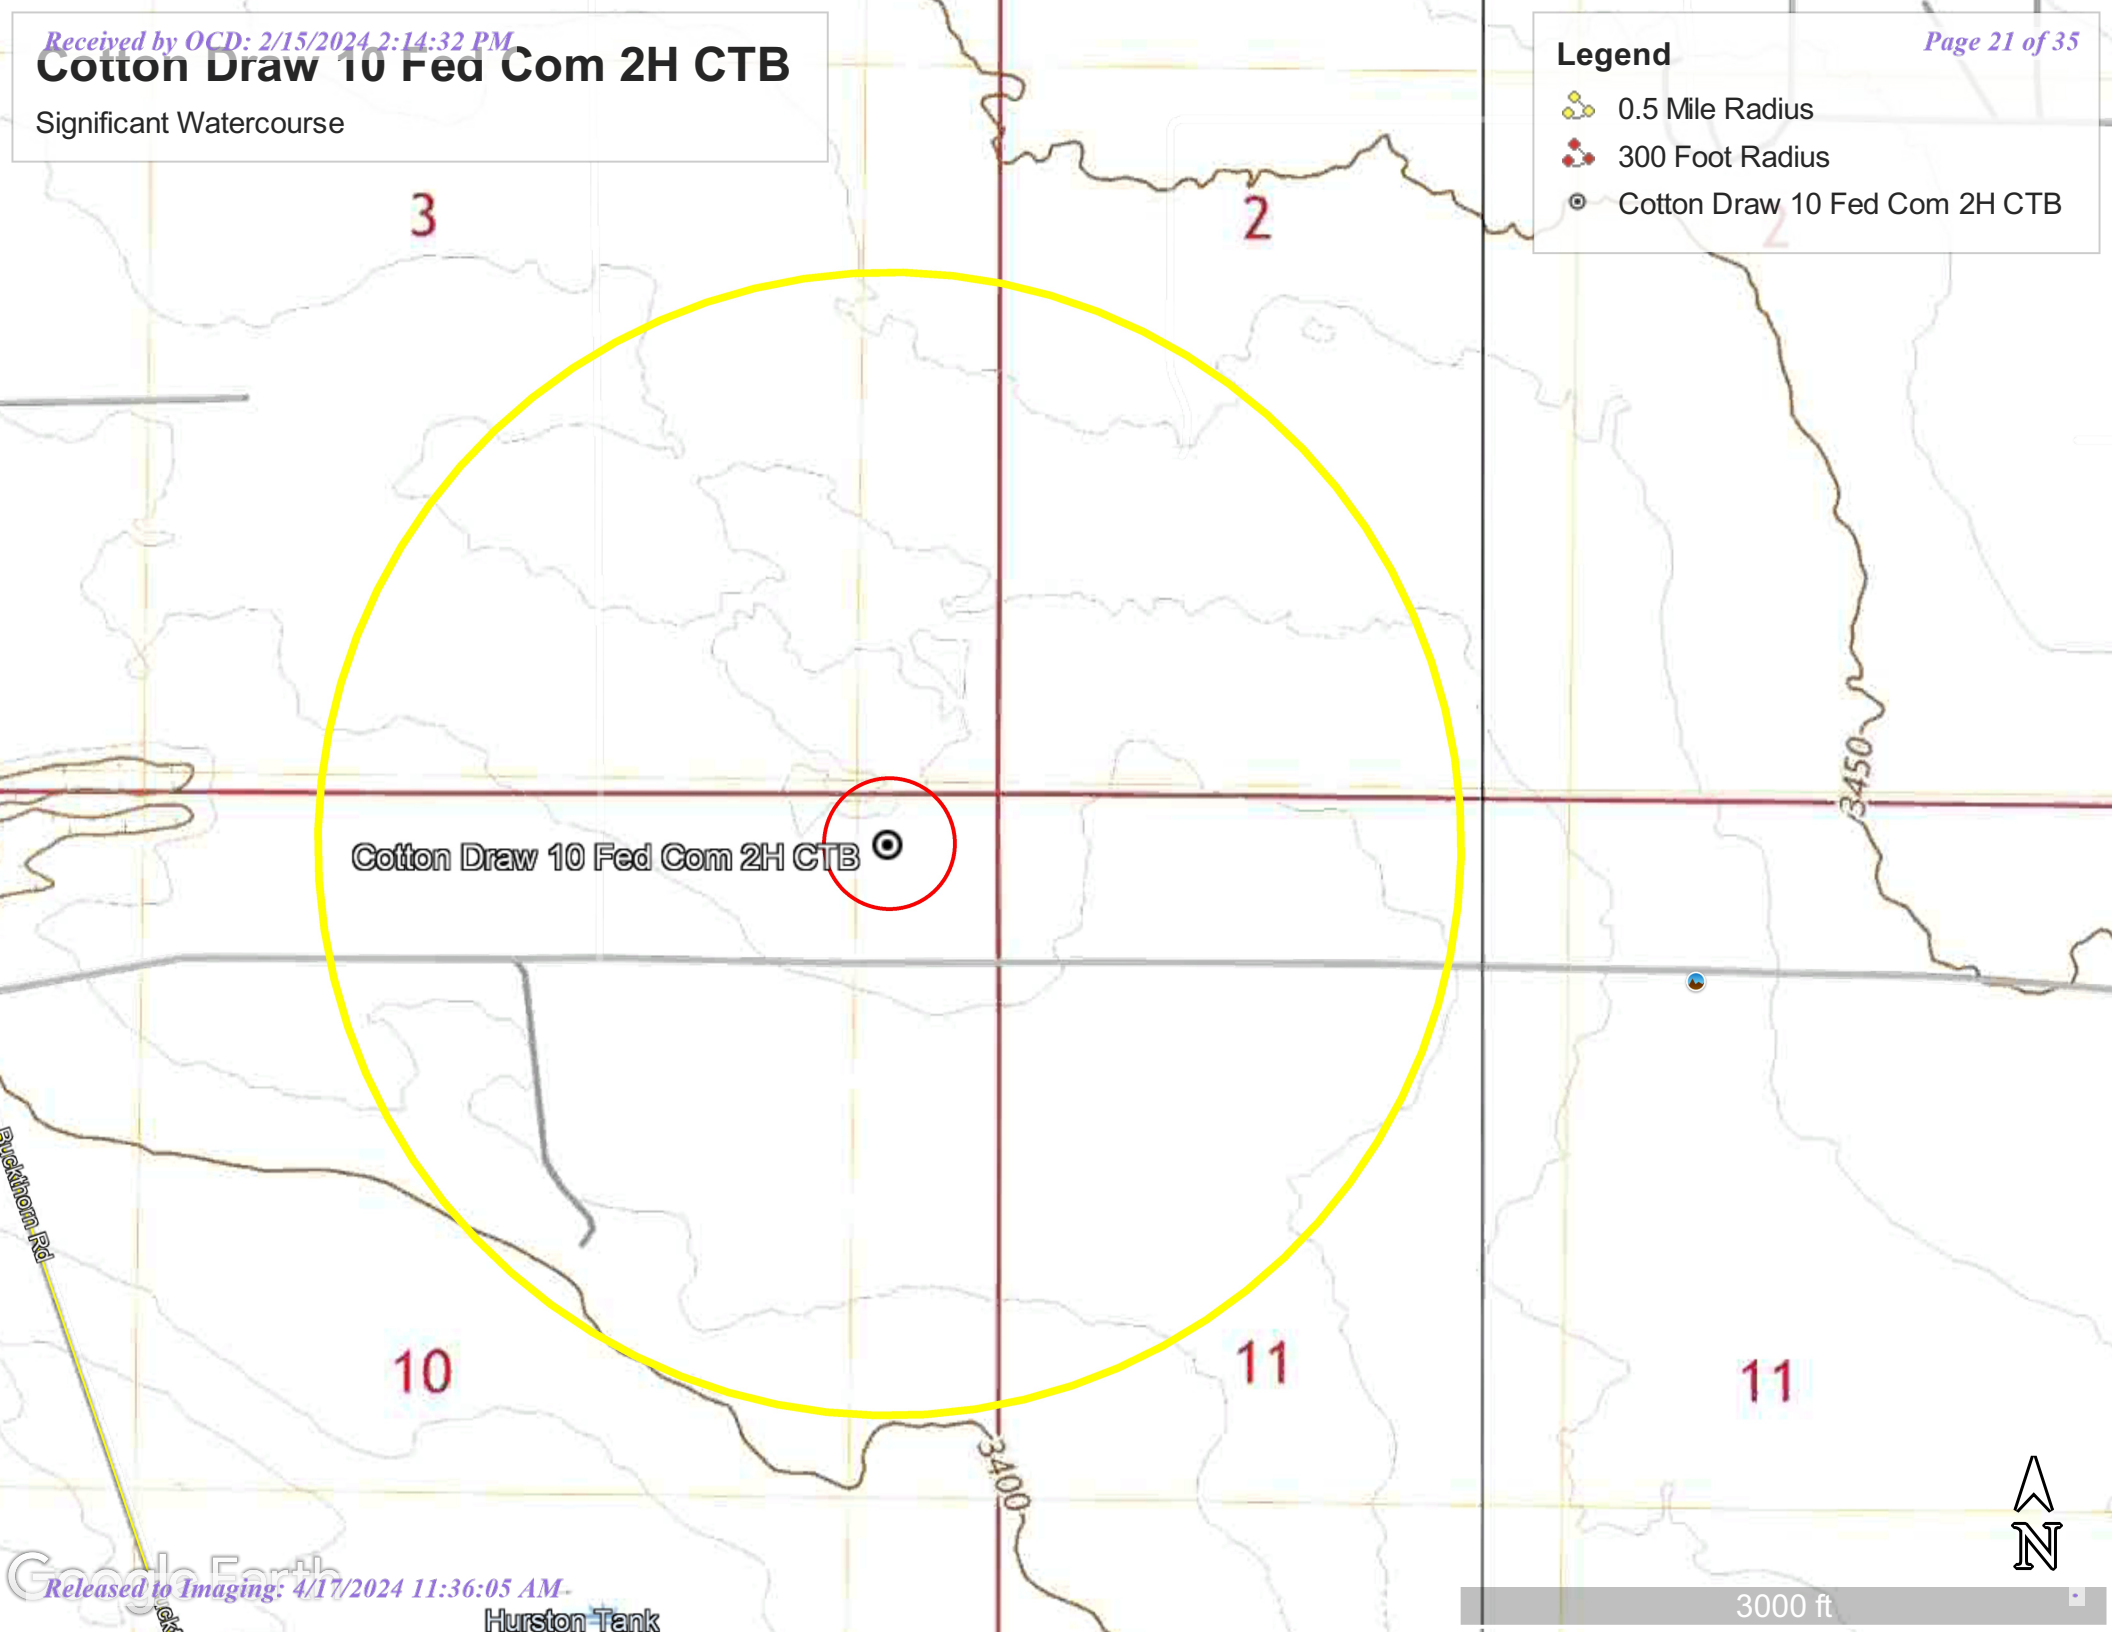 Received by OCD: 2/15/2024 2:14:32 PM
Page 21 of 35
Cotton Draw 10 Fed Com 2H CTB
Significant Watercourse
Legend
0.5 Mile Radius
300 Foot Radius
Cotton Draw 10 Fed Com 2H CTB
3
2
2
3450
Cotton Draw 10 Fed Com 2H CTB
Buckthorn Rd
10
11
11
3400
N
Google Earth
Released to Imaging: 4/17/2024 11:36:05 AM
3000 ft
Hurston Tank